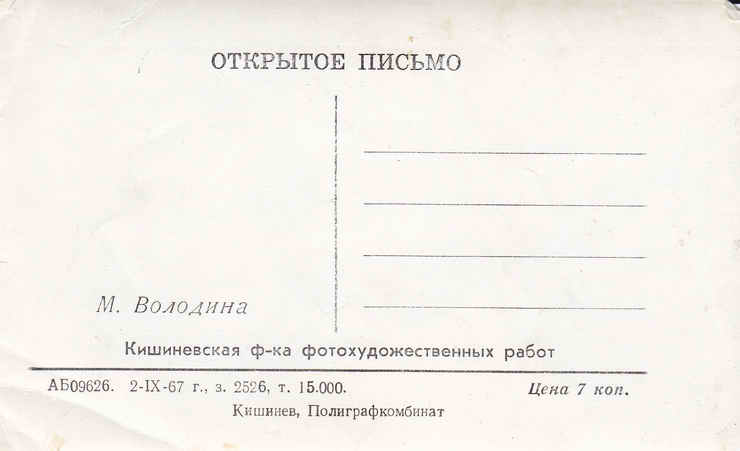 ОТКРЫТОЕ ПИСЬМО
М. Володина
Кишиневская ф-ка фотохудожественных работ
АБ09626. 2-IX-67 г., з. 2526, т. 15.000. Цена 7 коп.
Кишинев, Полиграфкомбинат